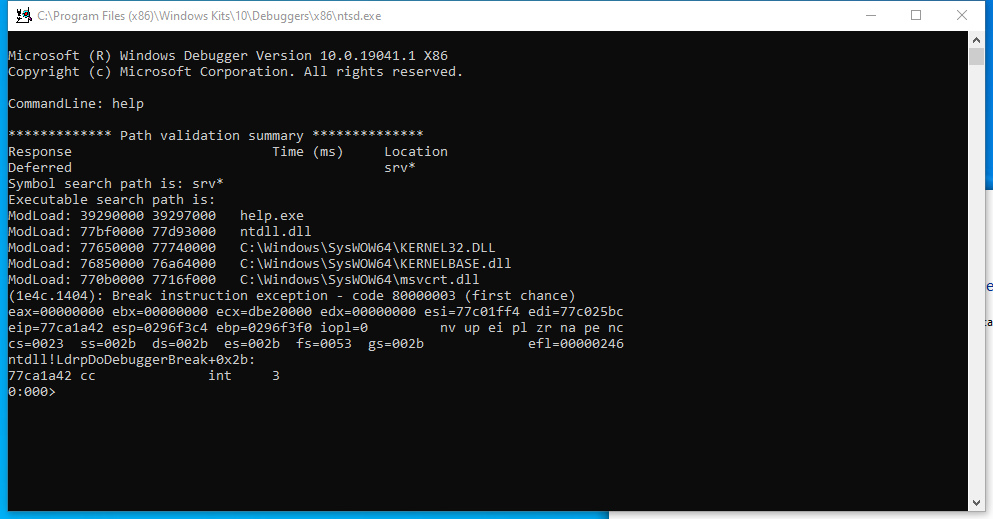 C:\Program Files (x86)\Windows Kits\10\Debuggers\x86\ntsd.exe
Microsoft (R) Windows Debugger Version 10.0.19041.1 X86
Copyright (c) Microsoft Corporation. All rights reserved.
CommandLine: help
************* Path validation summary **************
Response                         Time (ms)     Location
Deferred                                       srv*
Symbol search path is: srv*
Executable search path is:
ModLoad: 39290000 39297000   help.exe
ModLoad: 77bf0000 77d93000   ntdll.dll
ModLoad: 77650000 77740000   C:\Windows\SysWOW64\KERNEL32.DLL
ModLoad: 76850000 76a64000   C:\Windows\SysWOW64\KERNELBASE.dll
ModLoad: 770b0000 7716f000   C:\Windows\SysWOW64\msvcrt.dll
(1e4c.1404): Break instruction exception - code 80000003 (first chance)
eax=00000000 ebx=00000000 ecx=dbe20000 edx=00000000 esi=77c01ff4 edi=77c025bc
eip=77ca1a42 esp=0296f3c4 ebp=0296f3f0 iopl=0         nv up ei pl zr na pe nc
cs=0023  ss=002b  ds=002b  es=002b  fs=0053  gs=002b             efl=00000246
ntdll!LdrpDoDebuggerBreak+0x2b:
77ca1a42 cc              int     3
0:000>